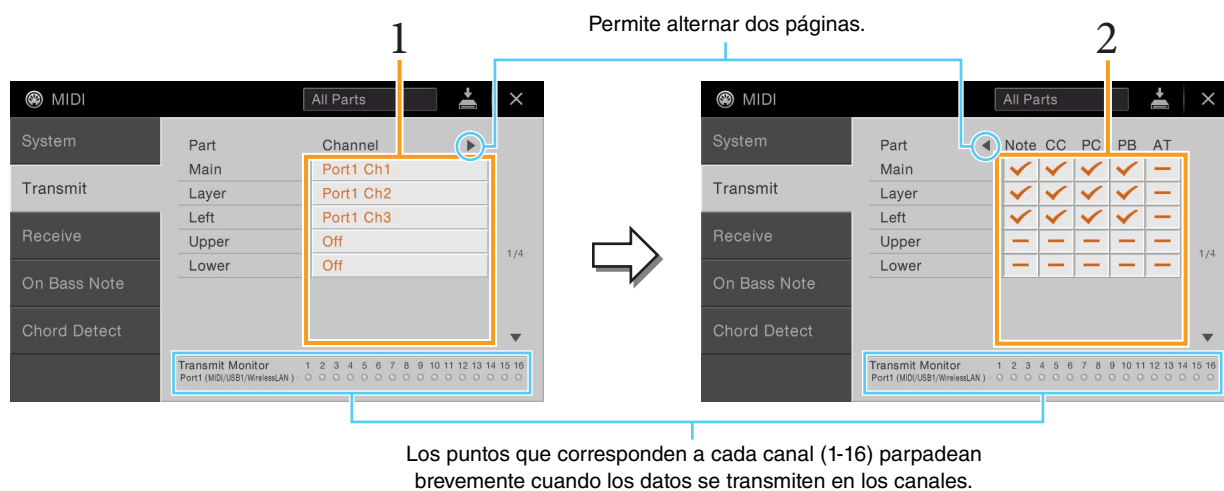 Permite alternar dos páginas.
1
2
MIDI
All Parts
System
Transmit
Receive
On Bass Note
Chord Detect
Part Channel
Main Port1 Ch1
Layer Port1 Ch2
Left Port1 Ch3
Upper Off
Lower Off
1/4
Transmit Monitor 1 2 3 4 5 6 7 8 9 10 11 12 13 14 15 16
Port1 (MIDI/USB1/WirelessLAN )
MIDI
All Parts
System
Transmit
Receive
On Bass Note
Chord Detect
Part Note CC PC PB AT
Main
Layer
Left
Upper
Lower
1/4
Transmit Monitor 1 2 3 4 5 6 7 8 9 10 11 12 13 14 15 16
Port1 (MIDI/USB1/WirelessLAN )
Los puntos que corresponden a cada canal (1-16) parpadean
brevemente cuando los datos se transmiten en los canales.